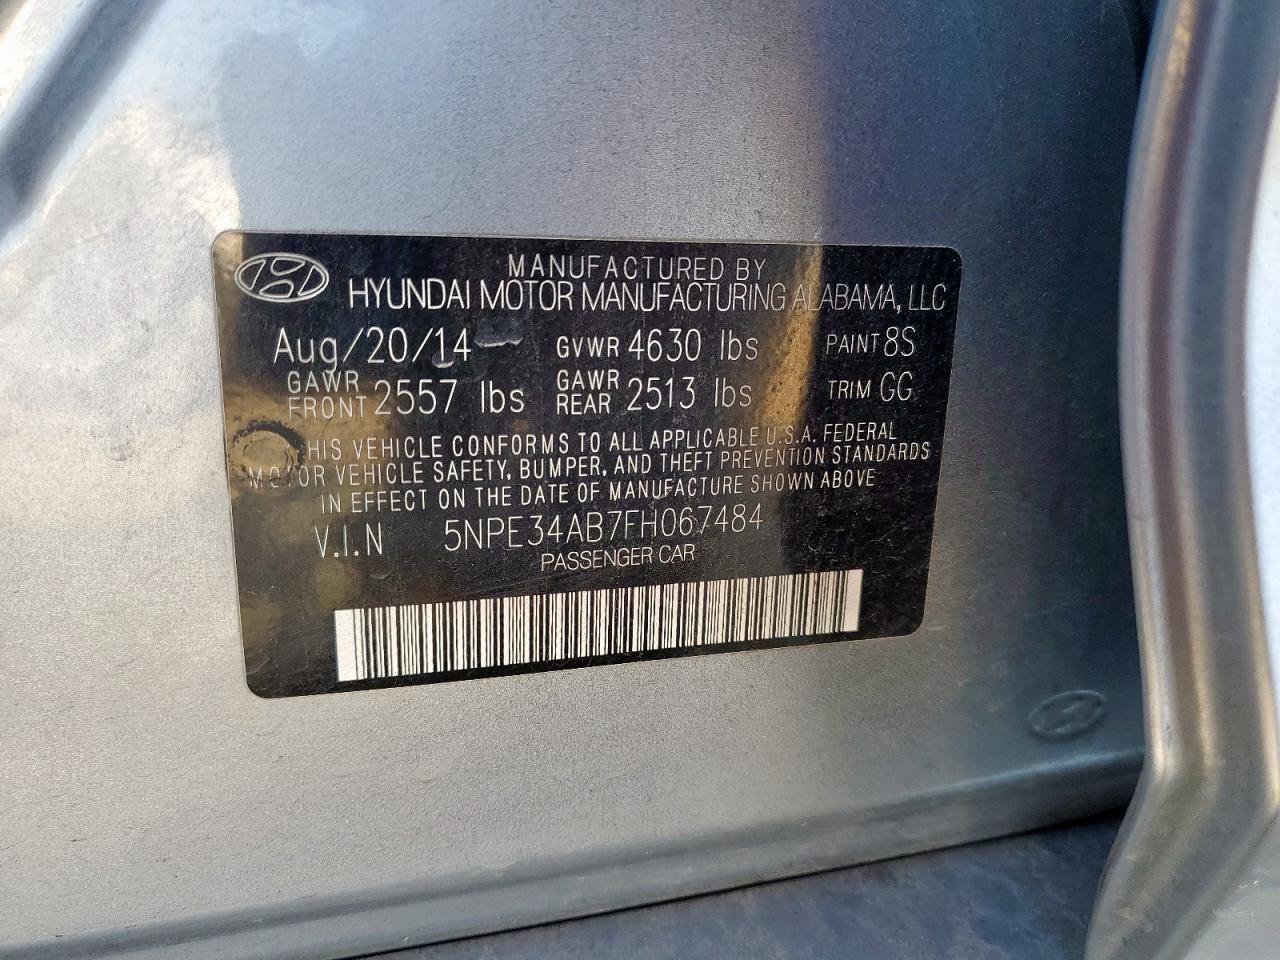 MANUFACTURED BY
HYUNDAI MOTOR MANUFACTURING ALABAMA, LLC
Aug/20/14 GVWR 4630 lbs PAINT 8S
GAWR FRONT 2557 lbs GAWR REAR 2513 lbs TRIM GG
THIS VEHICLE CONFORMS TO ALL APPLICABLE U.S.A. FEDERAL
MOTOR VEHICLE SAFETY, BUMPER, AND THEFT PREVENTION STANDARDS
IN EFFECT ON THE DATE OF MANUFACTURE SHOWN ABOVE
V.I.N 5NPE34AB7FH067484
PASSENGER CAR